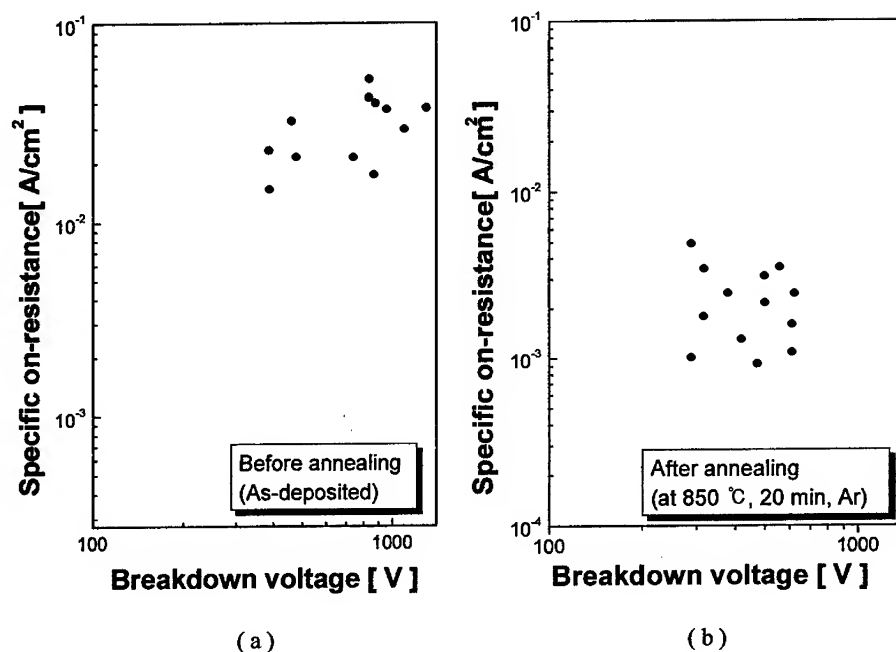 10⁻¹
10⁻²
10⁻³
Specific on-resistance[ A/cm² ]
Before annealing
(As-deposited)
100
1000
Breakdown voltage [ V ]
( a )
10⁻¹
10⁻²
10⁻³
10⁻⁴
Specific on-resistance[ A/cm² ]
After annealing
(at 850 ℃, 20 min, Ar)
100
1000
Breakdown voltage [ V ]
( b )